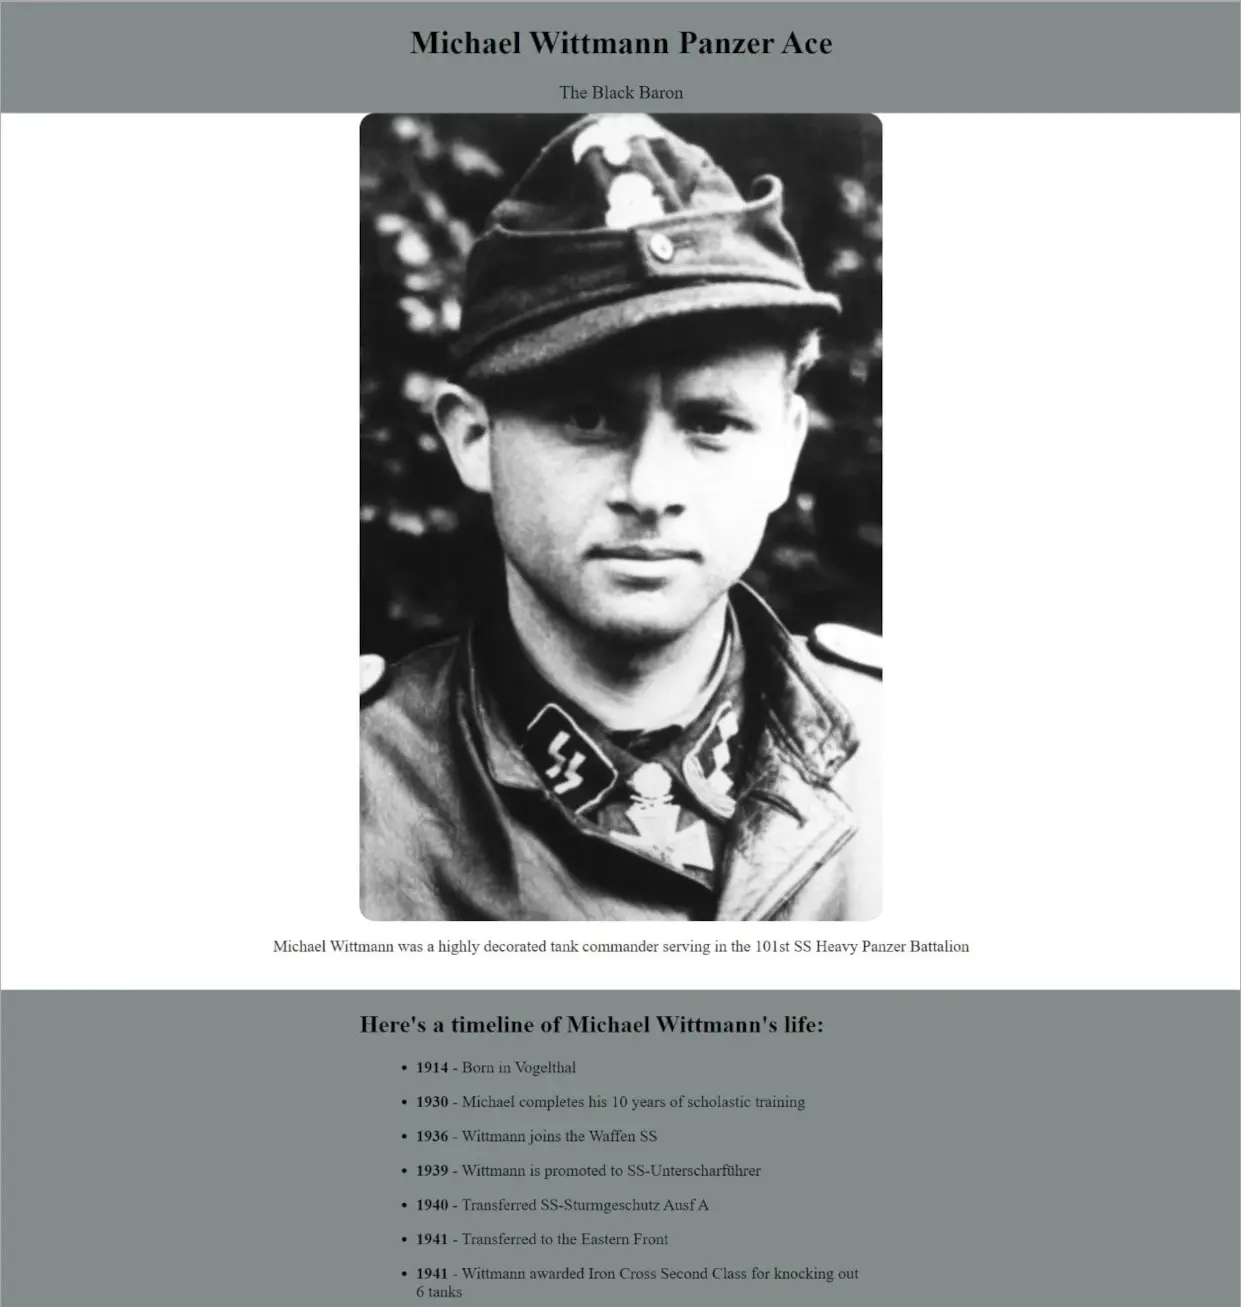 Michael Wittmann Panzer Ace
The Black Baron
Michael Wittmann was a highly decorated tank commander serving in the 101st SS Heavy Panzer Battalion
Here's a timeline of Michael Wittmann's life:
• 1914 - Born in Vogelthal
• 1930 - Michael completes his 10 years of scholastic training
• 1936 - Wittmann joins the Waffen SS
• 1939 - Wittmann is promoted to SS-Unterscharführer
• 1940 - Transferred SS-Sturmgeschutz Ausf A
• 1941 - Transferred to the Eastern Front
• 1941 - Wittmann awarded Iron Cross Second Class for knocking out
6 tanks